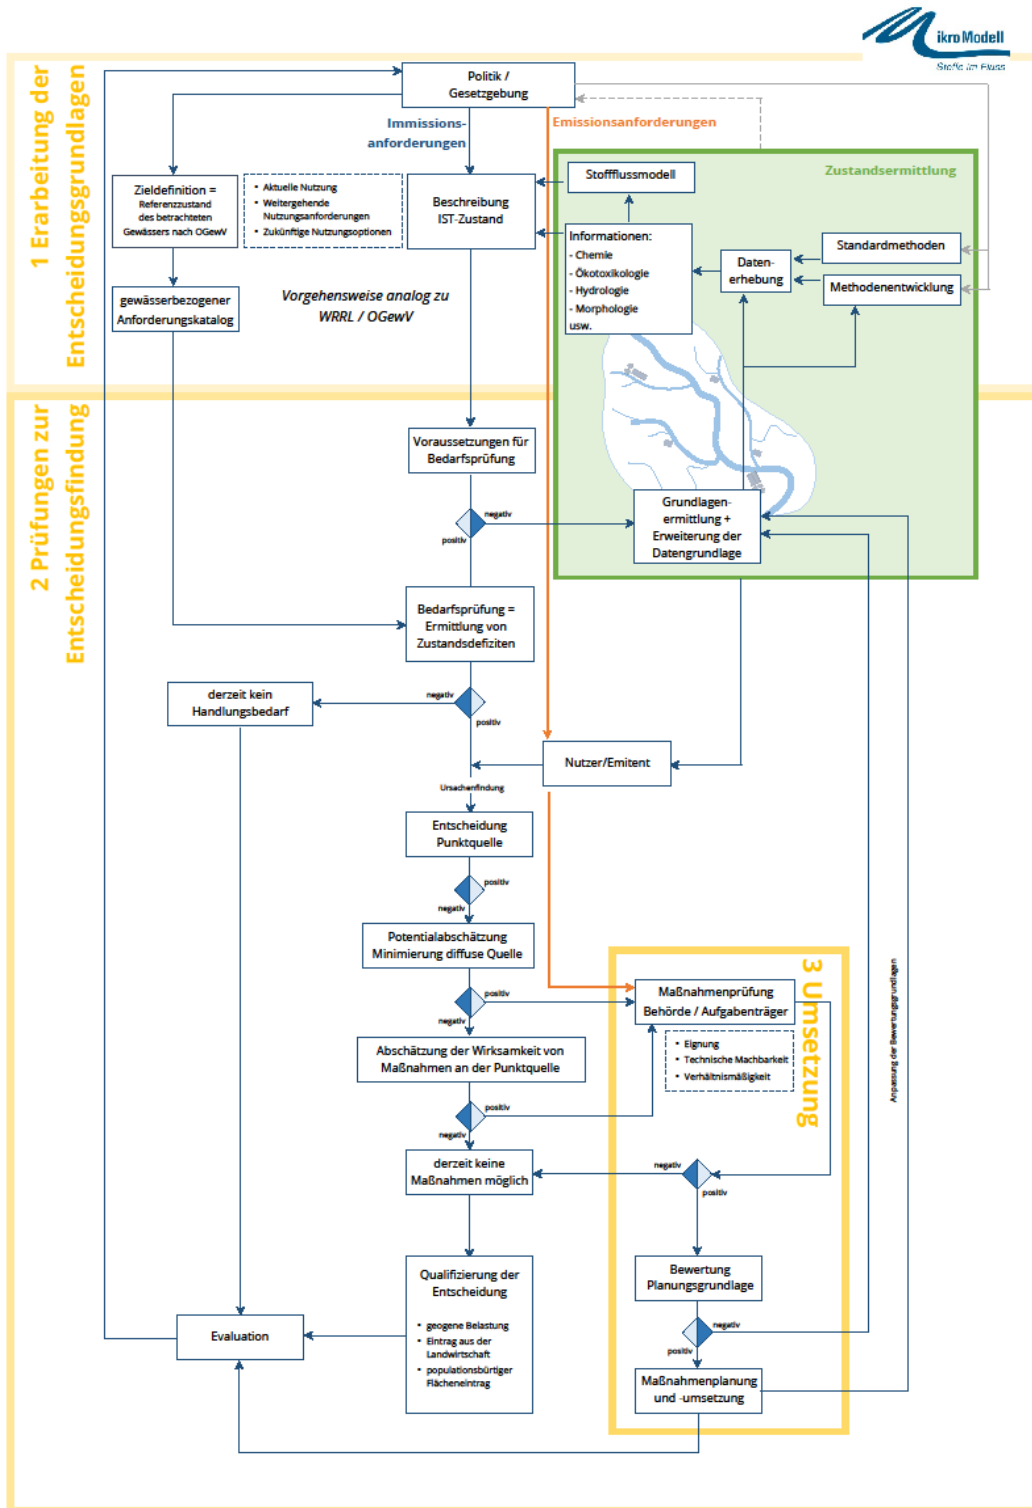 ikro Modell
Stoffe im Fluss
1 Erarbeitung der
Entscheidungsgrundlagen
Politik /
Gesetzgebung
Immissions-
anforderungen
Emissionsanforderungen
Zustandsermittlung
Zieldefinition =
Referenzzustand
des betrachteten
Gewässers nach OGewV
• Aktuelle Nutzung
• Weitergehende
Nutzungsanforderungen
• Zukünftige Nutzungsoptionen
Beschreibung
IST-Zustand
Stoffflussmodell
Informationen:
- Chemie
- Ökotoxikologie
- Hydrologie
- Morphologie
usw.
Daten-
erhebung
Standardmethoden
Methodenentwicklung
gewässerbezogener
Anforderungskatalog
Vorgehensweise analog zu
WRRL / OGewV
2 Prüfungen zur
Entscheidungsfindung
Voraussetzungen für
Bedarfsprüfung
negativ
positiv
Grundlagen-
ermittlung +
Erweiterung der
Datengrundlage
Bedarfsprüfung =
Ermittlung von
Zustandsdefiziten
derzeit kein
Handlungsbedarf
negativ
positiv
Nutzer/Emitent
Ursachenfindung
Entscheidung
Punktquelle
positiv
negativ
Potentialabschätzung
Minimierung diffuse Quelle
positiv
negativ
3 Umsetzung
Maßnahmenprüfung
Behörde / Aufgabenträger
• Eignung
• Technische Machbarkeit
• Verhältnismäßigkeit
Anpassung der Bewertungsgrundlagen
Abschätzung der Wirksamkeit von
Maßnahmen an der Punktquelle
positiv
negativ
derzeit keine
Maßnahmen möglich
negativ
positiv
Bewertung
Planungsgrundlage
negativ
positiv
Maßnahmenplanung
und -umsetzung
Qualifizierung der
Entscheidung
• geogene Belastung
• Eintrag aus der
Landwirtschaft
• populationsbürtiger
Flächeneintrag
Evaluation